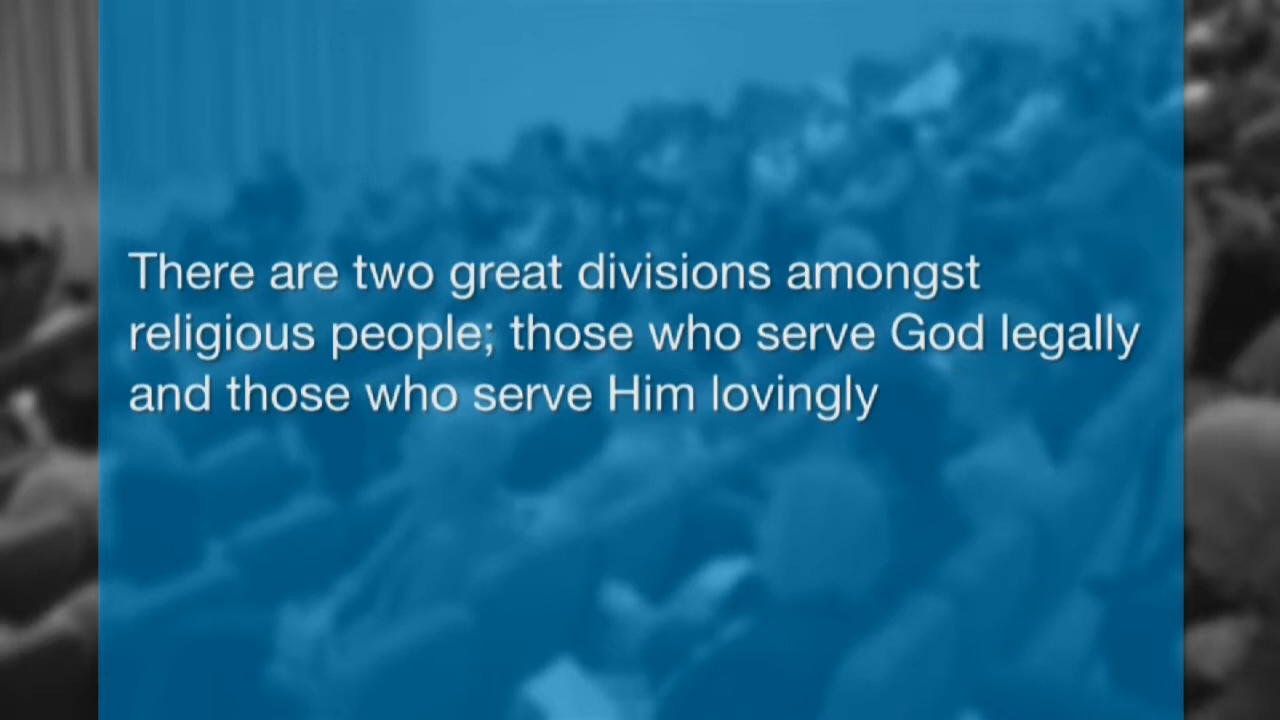 There are two great divisions amongst
religious people; those who serve God legally
and those who serve Him lovingly